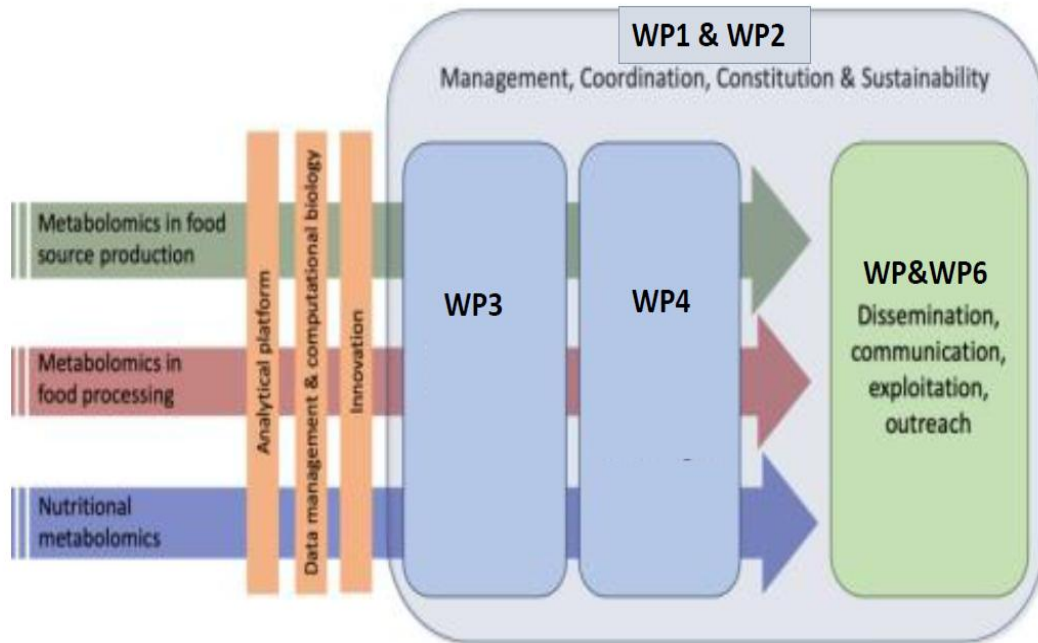 WP1 & WP2
Management, Coordination, Constitution & Sustainability
Metabolomics in food
source production
Metabolomics in
food processing
Nutritional
metabolomics
Analytical platform
Data management & computational biology
Innovation
WP3
WP4
WP&WP6
Dissemination,
communication,
exploitation,
outreach